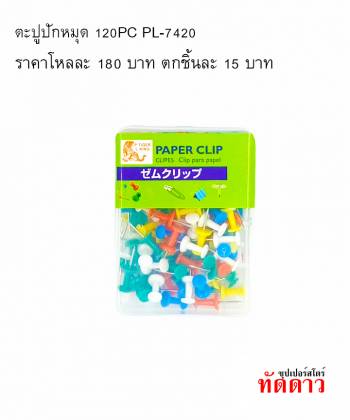 ตะปูปักหมุด 120PC PL-7420
ราคาโหลละ 180 บาท ตกชิ้นละ 15 บาท
TIGER KING
PAPER CLIP
CLIPES Clip para papel
ゼムクリップ
ซุปเปอร์สโตร์
ทัดดาว